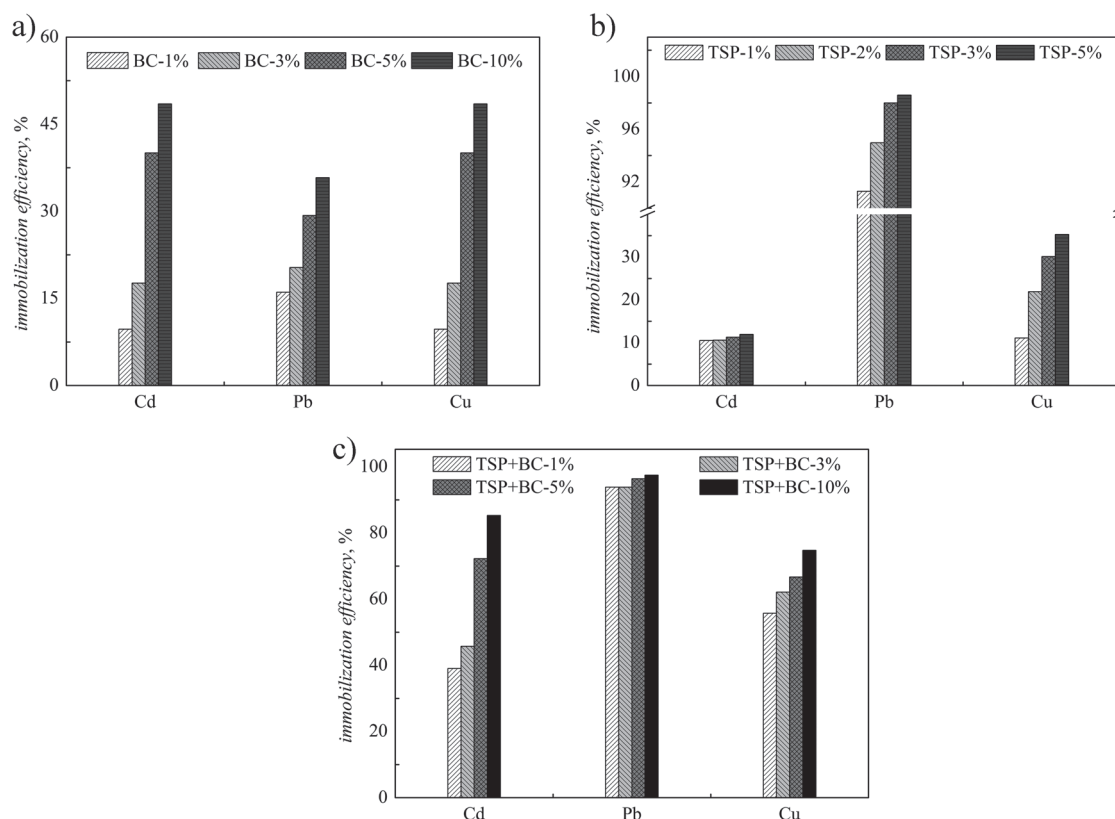 a)
60
BC-1% BC-3% BC-5% BC-10%
45
30
15
0
immobilization efficiency, %
Cd Pb Cu
b)
TSP-1% TSP-2% TSP-3% TSP-5%
100
96
92
30
20
10
0
immobilization efficiency, %
Cd Pb Cu
c)
100
TSP+BC-1% TSP+BC-3%
TSP+BC-5% TSP+BC-10%
80
60
40
20
0
immobilization efficiency, %
Cd Pb Cu